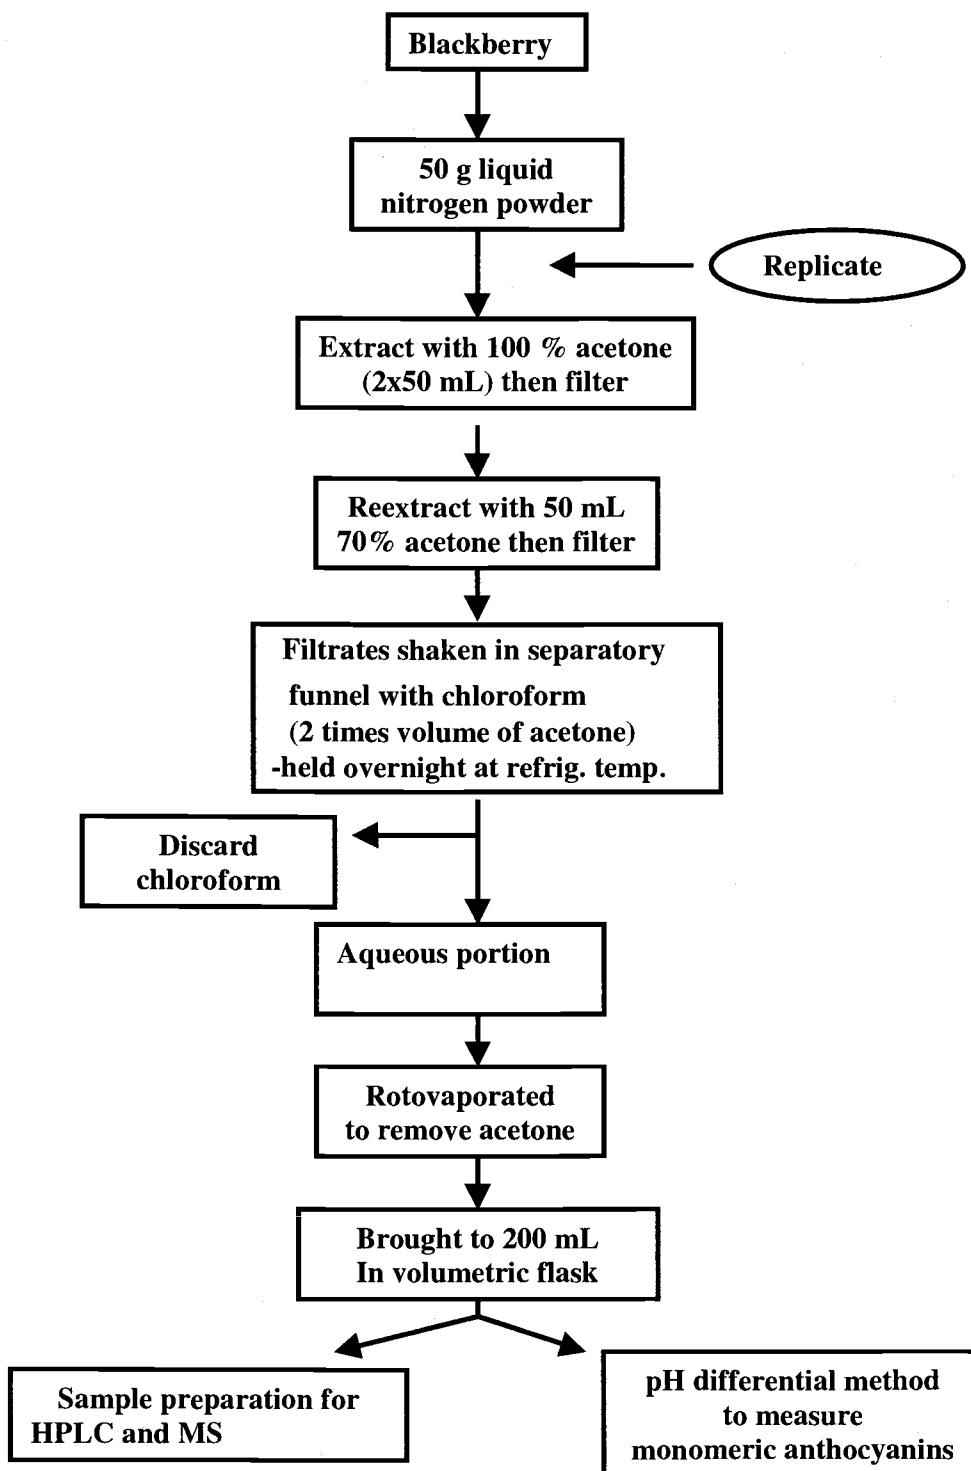 Blackberry
50 g liquid
nitrogen powder
Replicate
Extract with 100 % acetone
(2x50 mL) then filter
Reextract with 50 mL
70% acetone then filter
Filtrates shaken in separatory
funnel with chloroform
(2 times volume of acetone)
-held overnight at refrig. temp.
Discard
chloroform
Aqueous portion
Rotovaporated
to remove acetone
Brought to 200 mL
In volumetric flask
Sample preparation for
HPLC and MS
pH differential method
to measure
monomeric anthocyanins